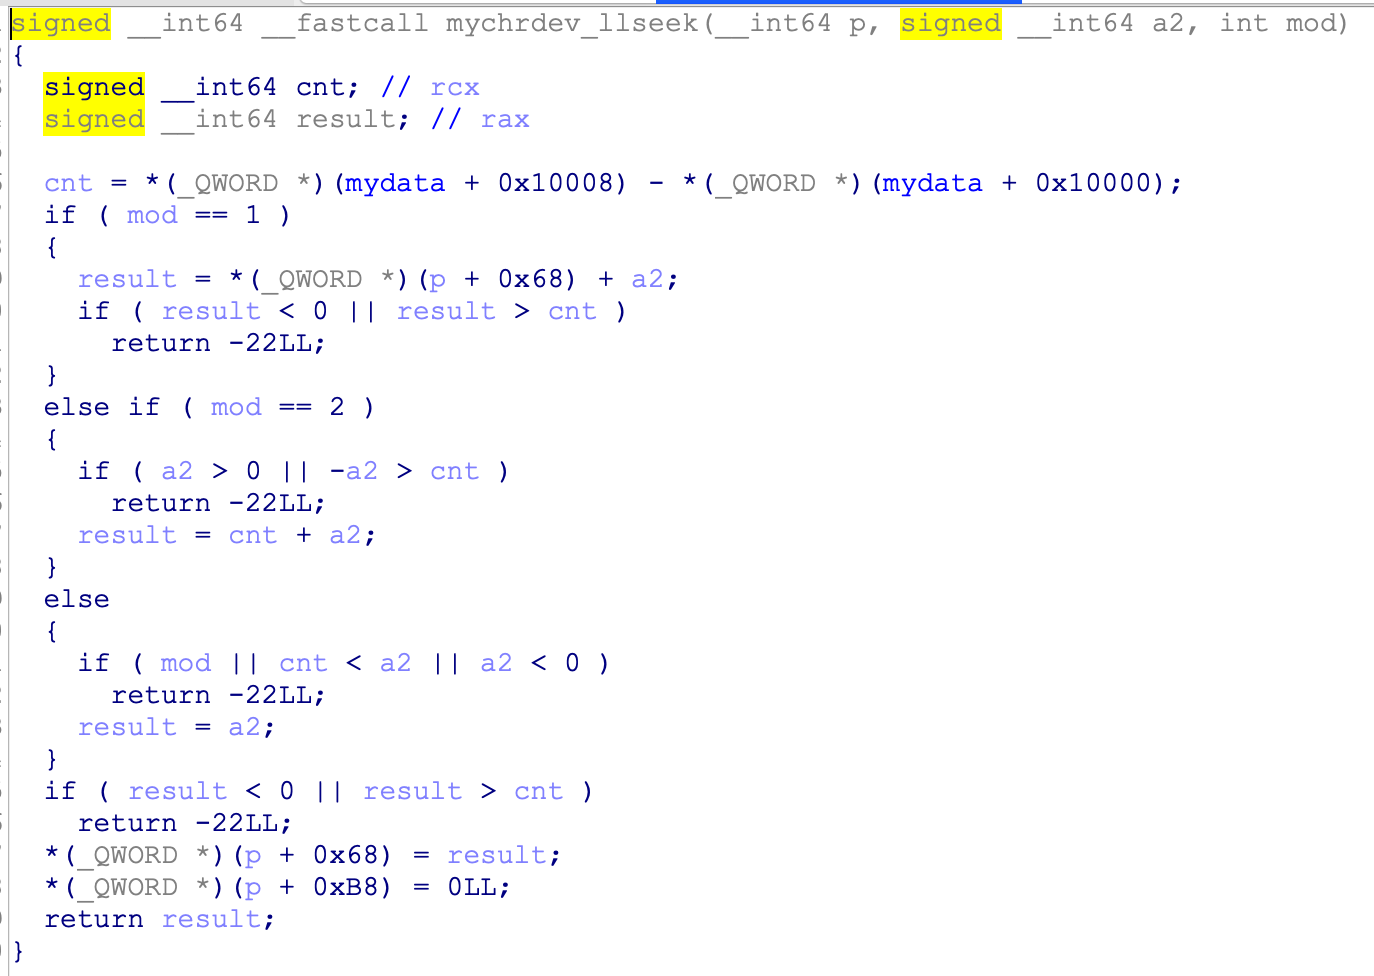 signed __int64 __fastcall mychrdev_llseek(__int64 p, signed __int64 a2, int mod)
{
signed __int64 cnt; // rcx
signed __int64 result; // rax
cnt = *(_QWORD *)(mydata + 0x10008) - *(_QWORD *)(mydata + 0x10000);
if ( mod == 1 )
{
result = *(_QWORD *)(p + 0x68) + a2;
if ( result < 0 || result > cnt )
return -22LL;
}
else if ( mod == 2 )
{
if ( a2 > 0 || -a2 > cnt )
return -22LL;
result = cnt + a2;
}
else
{
if ( mod || cnt < a2 || a2 < 0 )
return -22LL;
result = a2;
}
if ( result < 0 || result > cnt )
return -22LL;
*(_QWORD *)(p + 0x68) = result;
*(_QWORD *)(p + 0xB8) = 0LL;
return result;
}